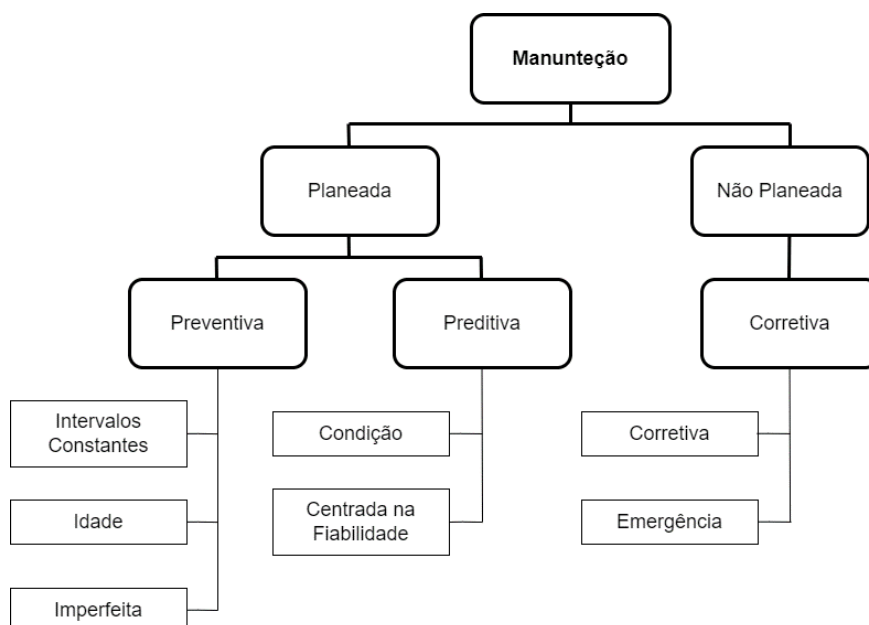 Manunteção
Planeada
Não Planeada
Preventiva
Preditiva
Corretiva
Intervalos
Constantes
Condição
Corretiva
Idade
Centrada na
Fiabilidade
Emergência
Imperfeita